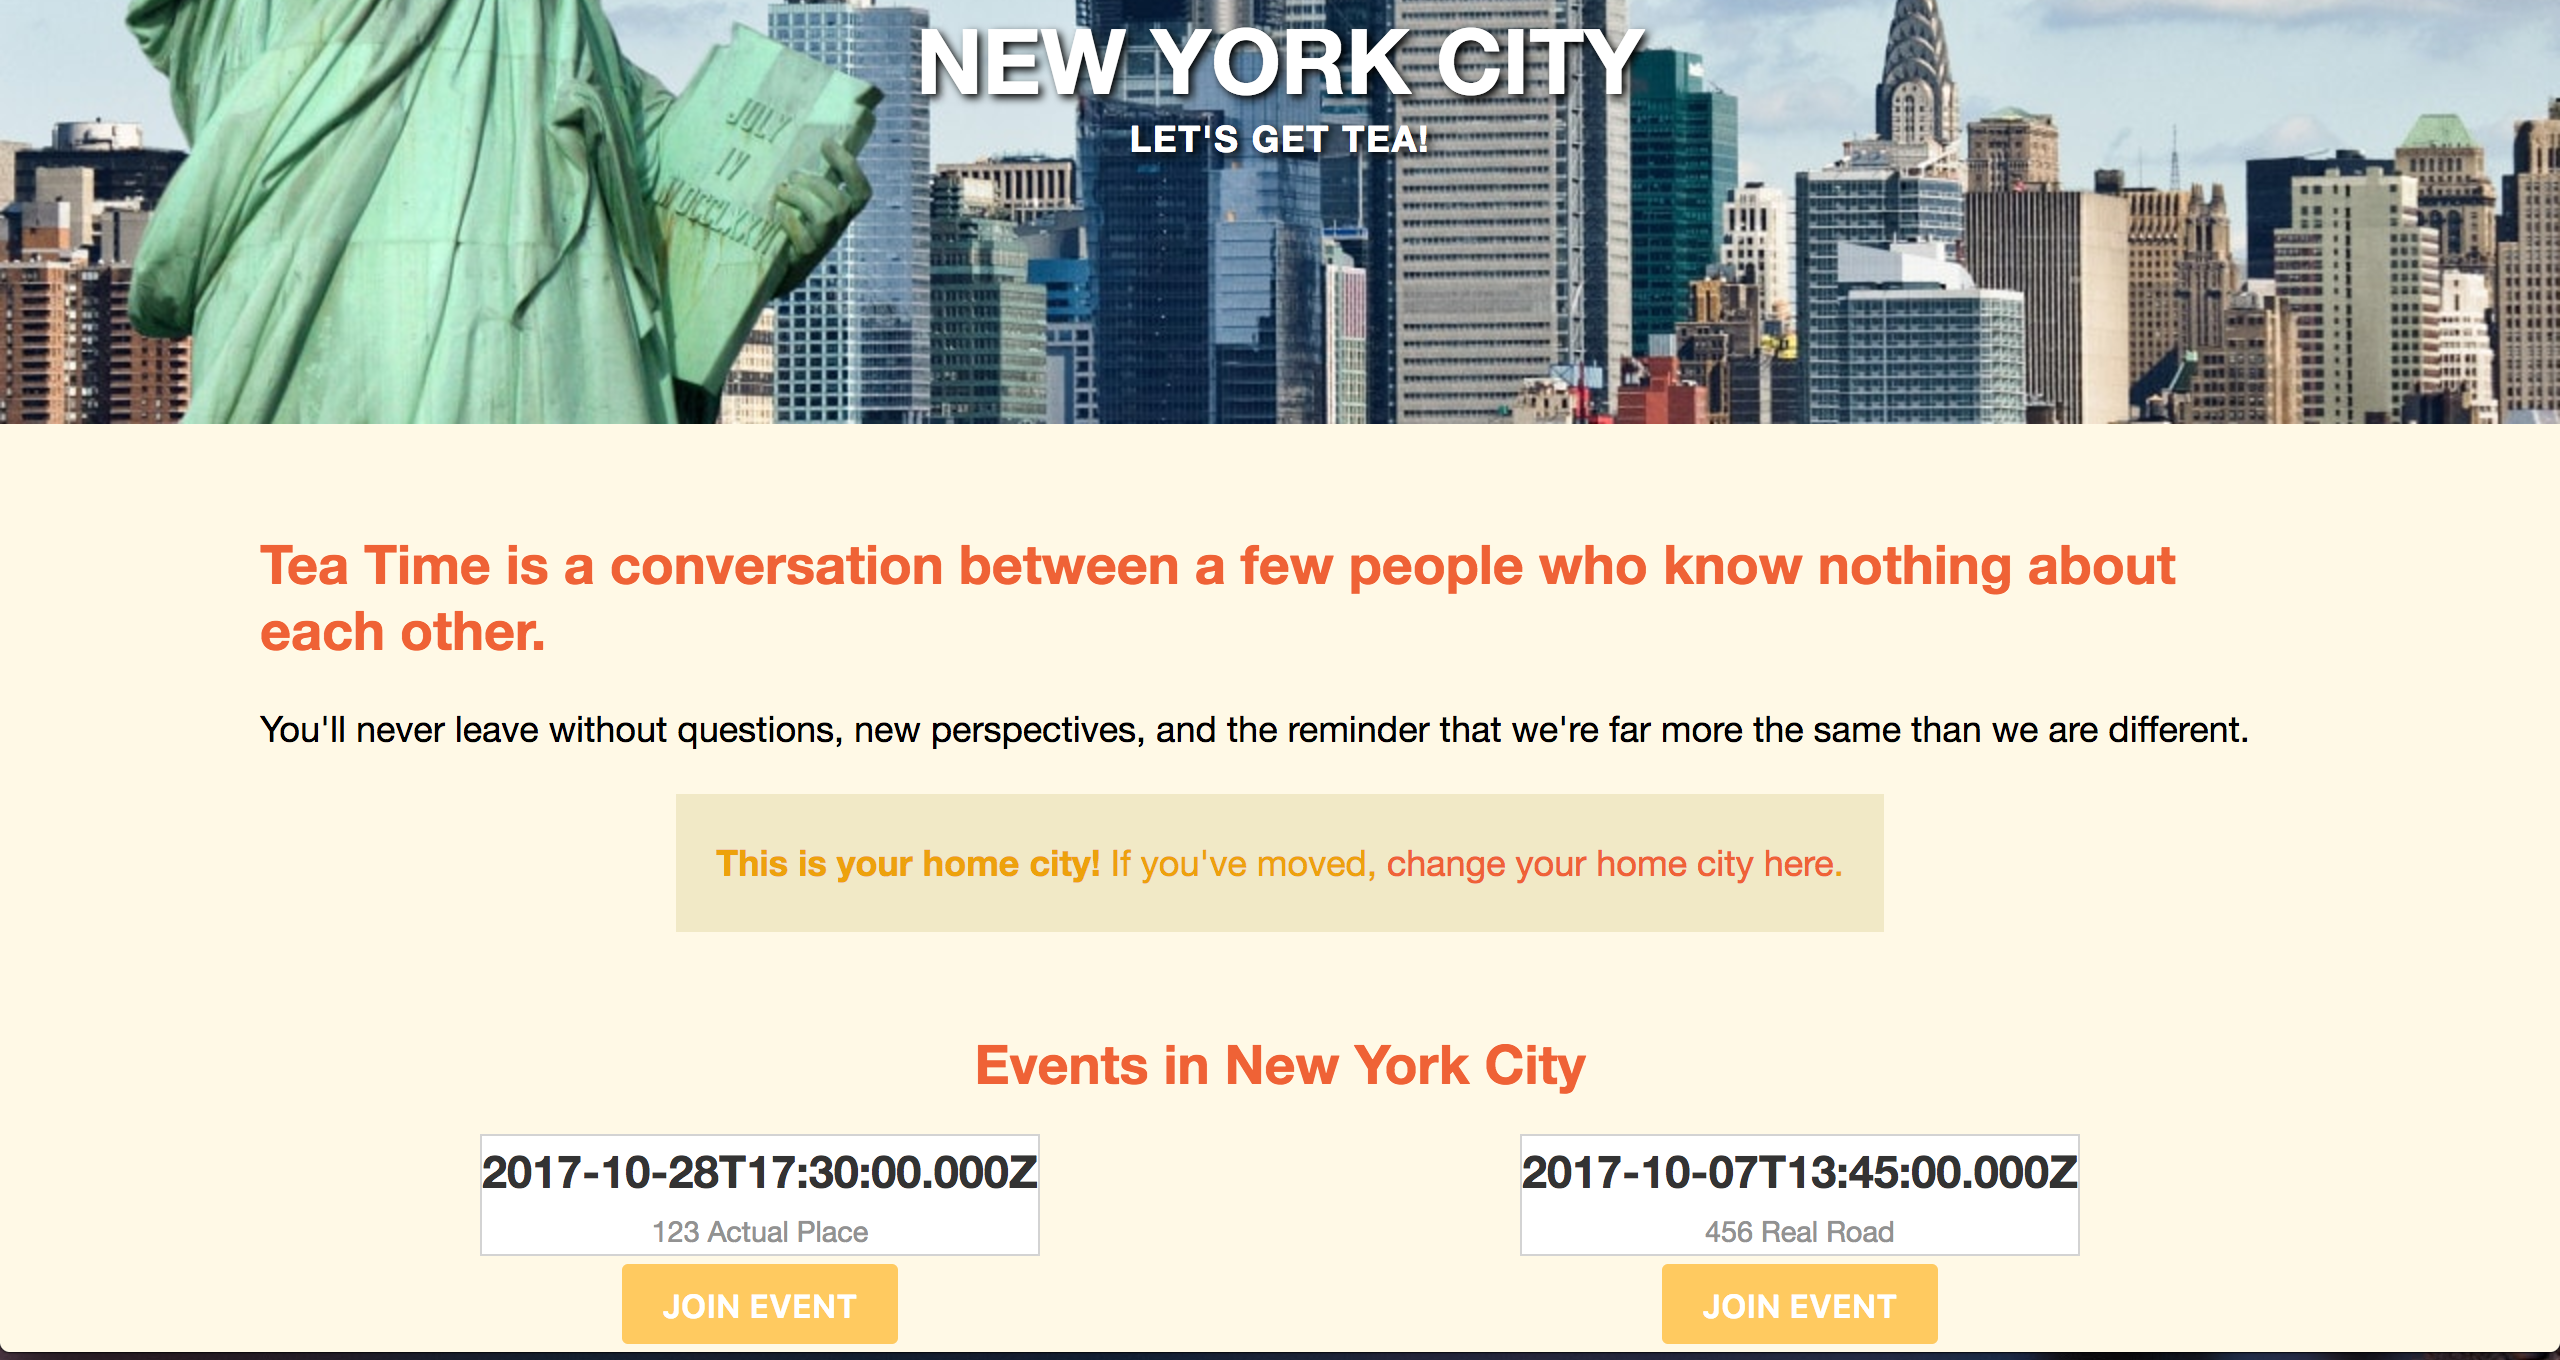 NEW YORK CITY
LET'S GET TEA!
JULY
IV
MDCCLXXVI
Tea Time is a conversation between a few people who know nothing about
each other.
You'll never leave without questions, new perspectives, and the reminder that we're far more the same than we are different.
This is your home city! If you've moved, change your home city here.
Events in New York City
2017-10-28T17:30:00.000Z
123 Actual Place
JOIN EVENT
2017-10-07T13:45:00.000Z
456 Real Road
JOIN EVENT